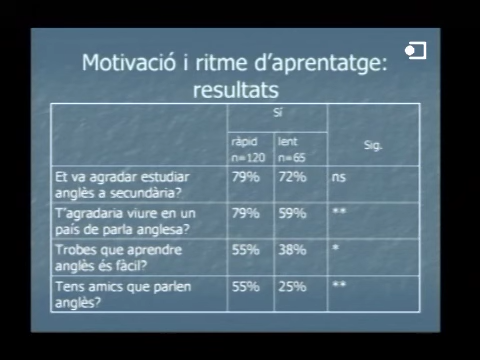 Motivació i ritme d'aprentatge:
resultats
Sí
ràpid lent Sig.
n=120 n=65
Et va agradar estudiar 79% 72% ns
anglès a secundària?
T'agradaria viure en un 79% 59% **
país de parla anglesa?
Trobes que aprendre 55% 38% *
anglès és fàcil?
Tens amics que parlen 55% 25% **
anglès?